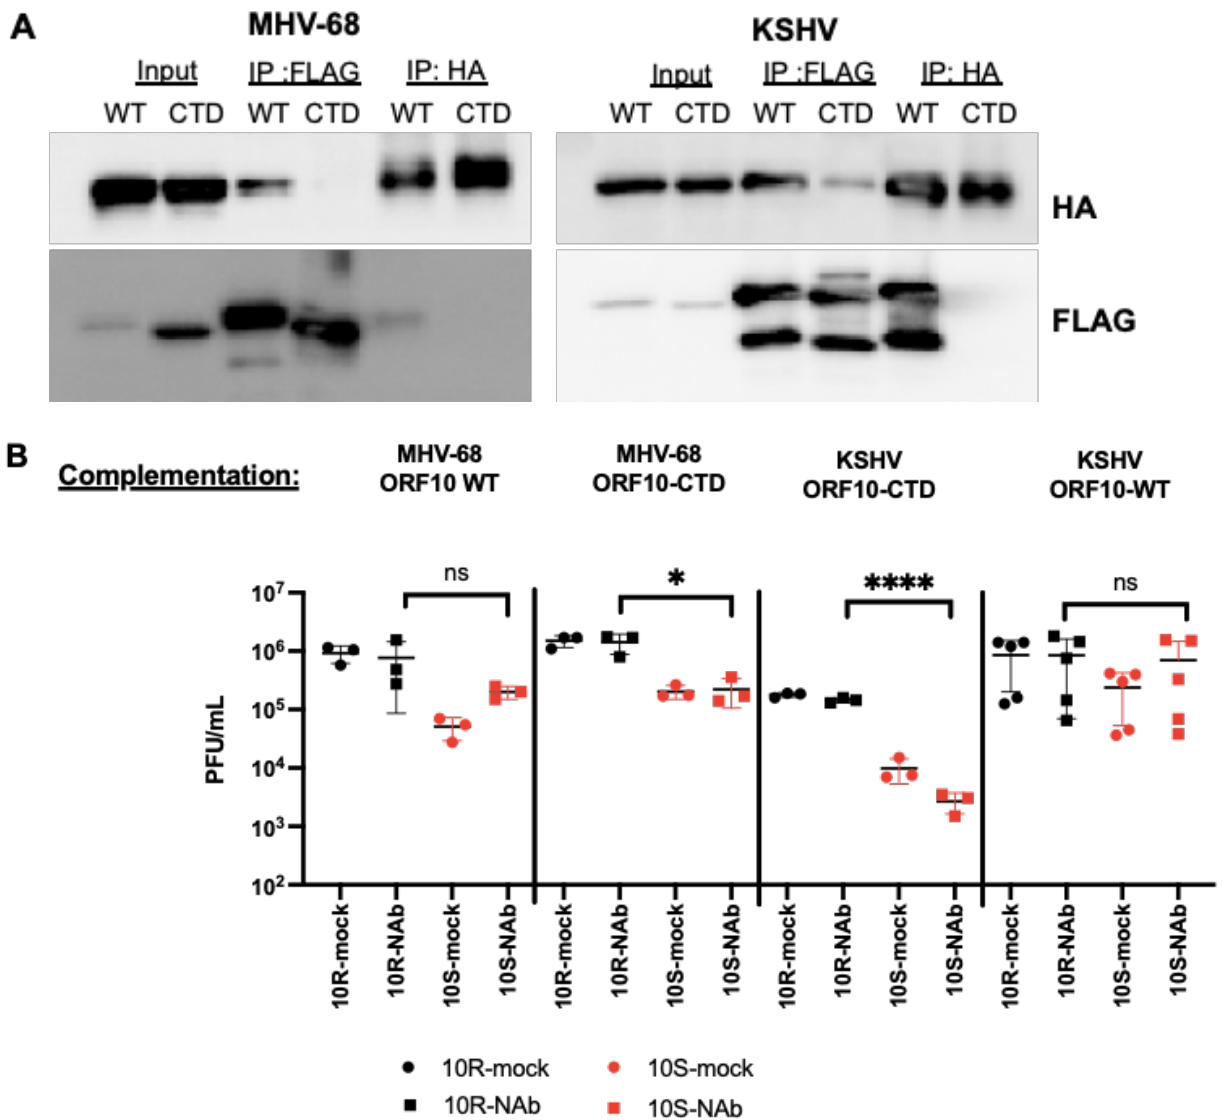 A
MHV-68
KSHV
Input IP :FLAG IP: HA
Input IP :FLAG IP: HA
WT CTD WT CTD WT CTD
WT CTD WT CTD WT CTD
HA
FLAG
B
Complementation:
MHV-68
ORF10 WT
MHV-68
ORF10-CTD
KSHV
ORF10-CTD
KSHV
ORF10-WT
ns
*
****
ns
PFU/mL
10⁷
10⁶
10⁵
10⁴
10³
10²
10R-mock
10R-NAb
10S-mock
10S-NAb
10R-mock
10R-NAb
10S-mock
10S-NAb
10R-mock
10R-NAb
10S-mock
10S-NAb
10R-mock
10R-NAb
10S-mock
10S-NAb
10R-mock
10S-mock
10R-NAb
10S-NAb